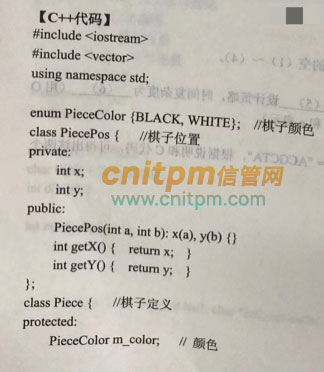 【C++代码】
#include <iostream>
#include <vector>
using namespace std;
enum PieceColor {BLACK, WHITE}; //棋子颜色
class PiecePos { //棋子位置
private:
int x;
int y;
public:
PiecePos(int a, int b): x(a), y(b) {}
int getX() { return x; }
int getY() { return y; }
};
class Piece { //棋子定义
protected:
PieceColor m_color; // 颜色
cnitpm信管网
www.cnitpm.com